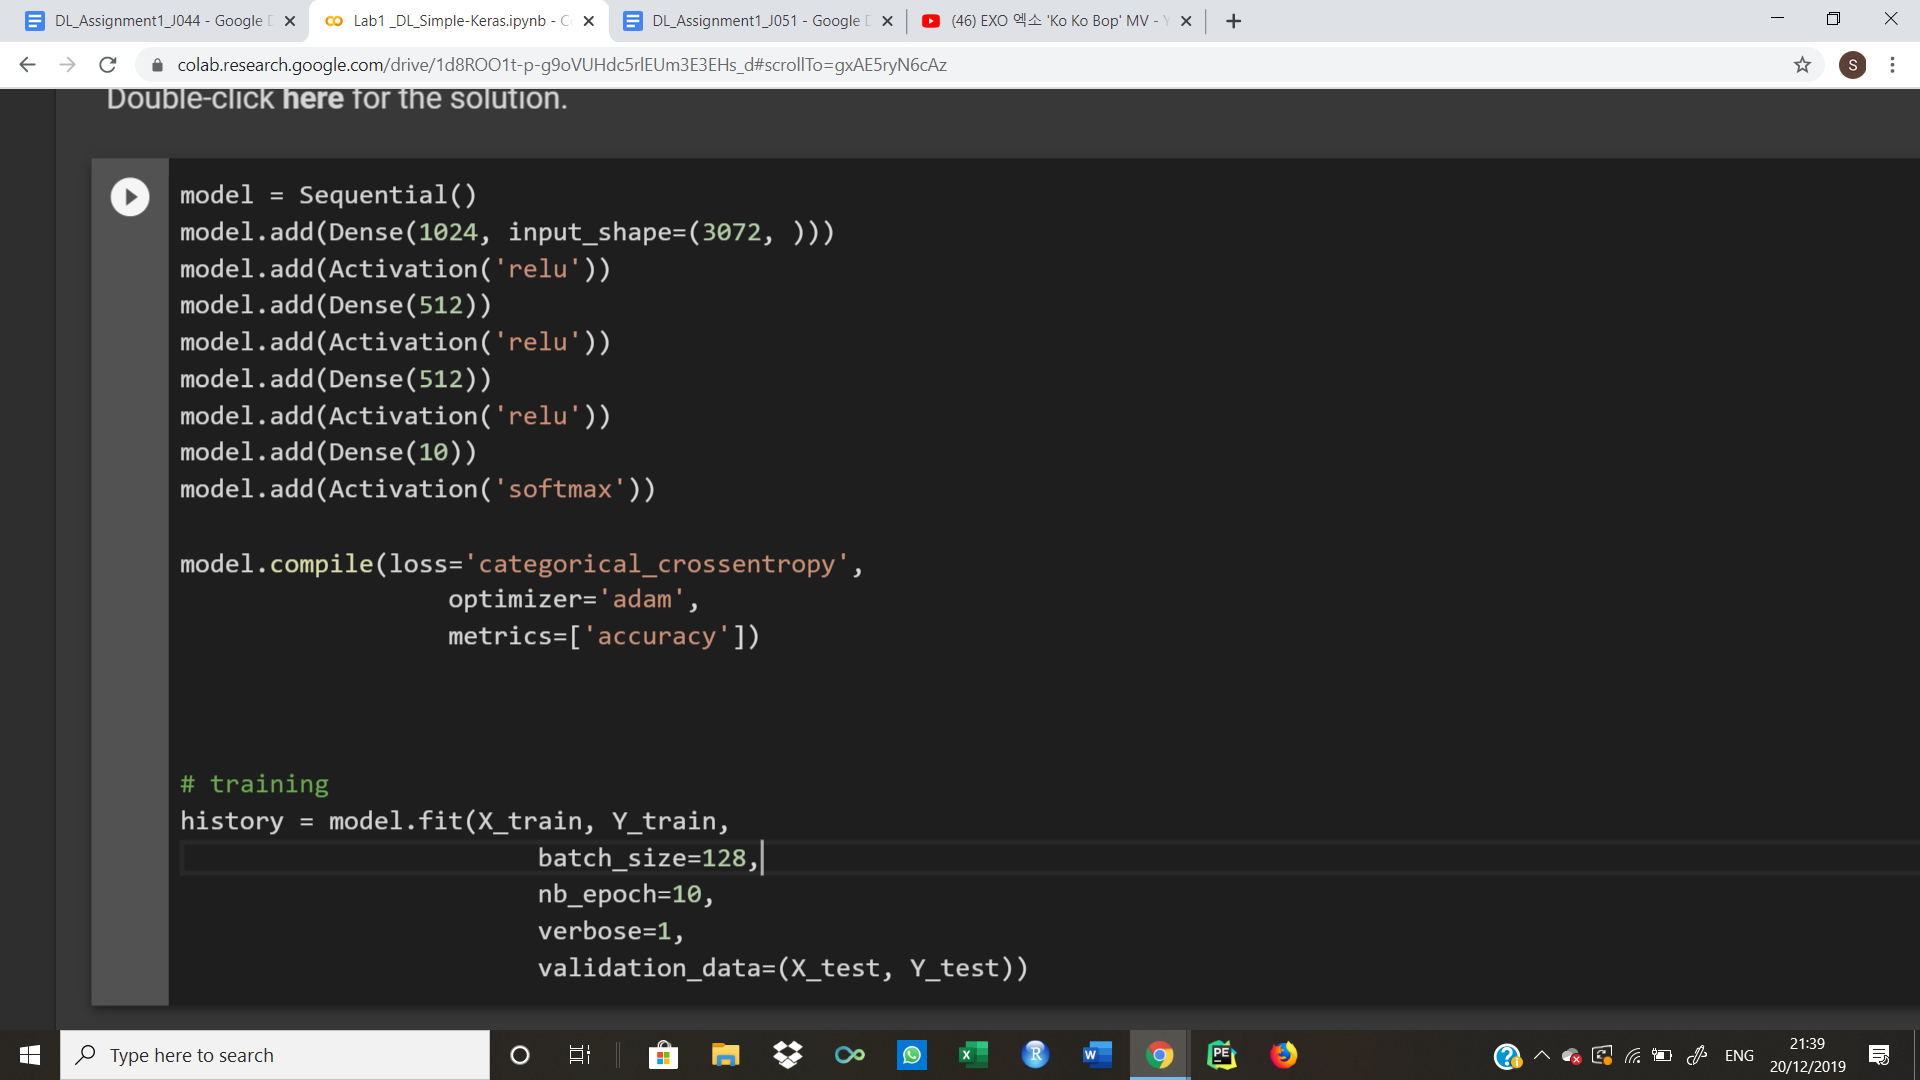 DL_Assignment1_J044 - Google
Lab1 _DL_Simple-Keras.ipynb - C
DL_Assignment1_J051 - Google
(46) EXO 엑소 'Ko Ko Bop' MV -
colab.research.google.com/drive/1d8ROO1t-p-g9oVUHdc5rlEUm3E3EHs_d#scrollTo=gxAE5ryN6cAz
S
Double-click here for the solution.
model = Sequential()
model.add(Dense(1024, input_shape=(3072, )))
model.add(Activation('relu'))
model.add(Dense(512))
model.add(Activation('relu'))
model.add(Dense(512))
model.add(Activation('relu'))
model.add(Dense(10))
model.add(Activation('softmax'))
model.compile(loss='categorical_crossentropy',
optimizer='adam',
metrics=['accuracy'])
# training
history = model.fit(X_train, Y_train,
batch_size=128,
nb_epoch=10,
verbose=1,
validation_data=(X_test, Y_test))
Type here to search
ENG
21:39
20/12/2019